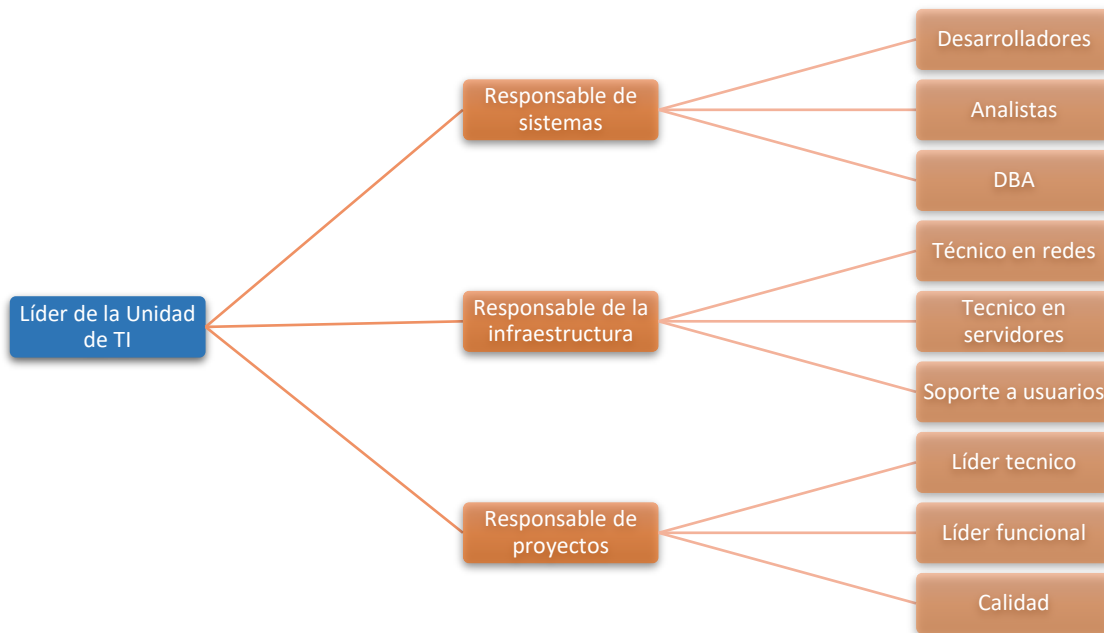 Líder de la Unidad
de TI
Responsable de
sistemas
Desarrolladores
Analistas
DBA
Responsable de la
infraestructura
Técnico en redes
Tecnico en
servidores
Soporte a usuarios
Responsable de
proyectos
Líder tecnico
Líder funcional
Calidad